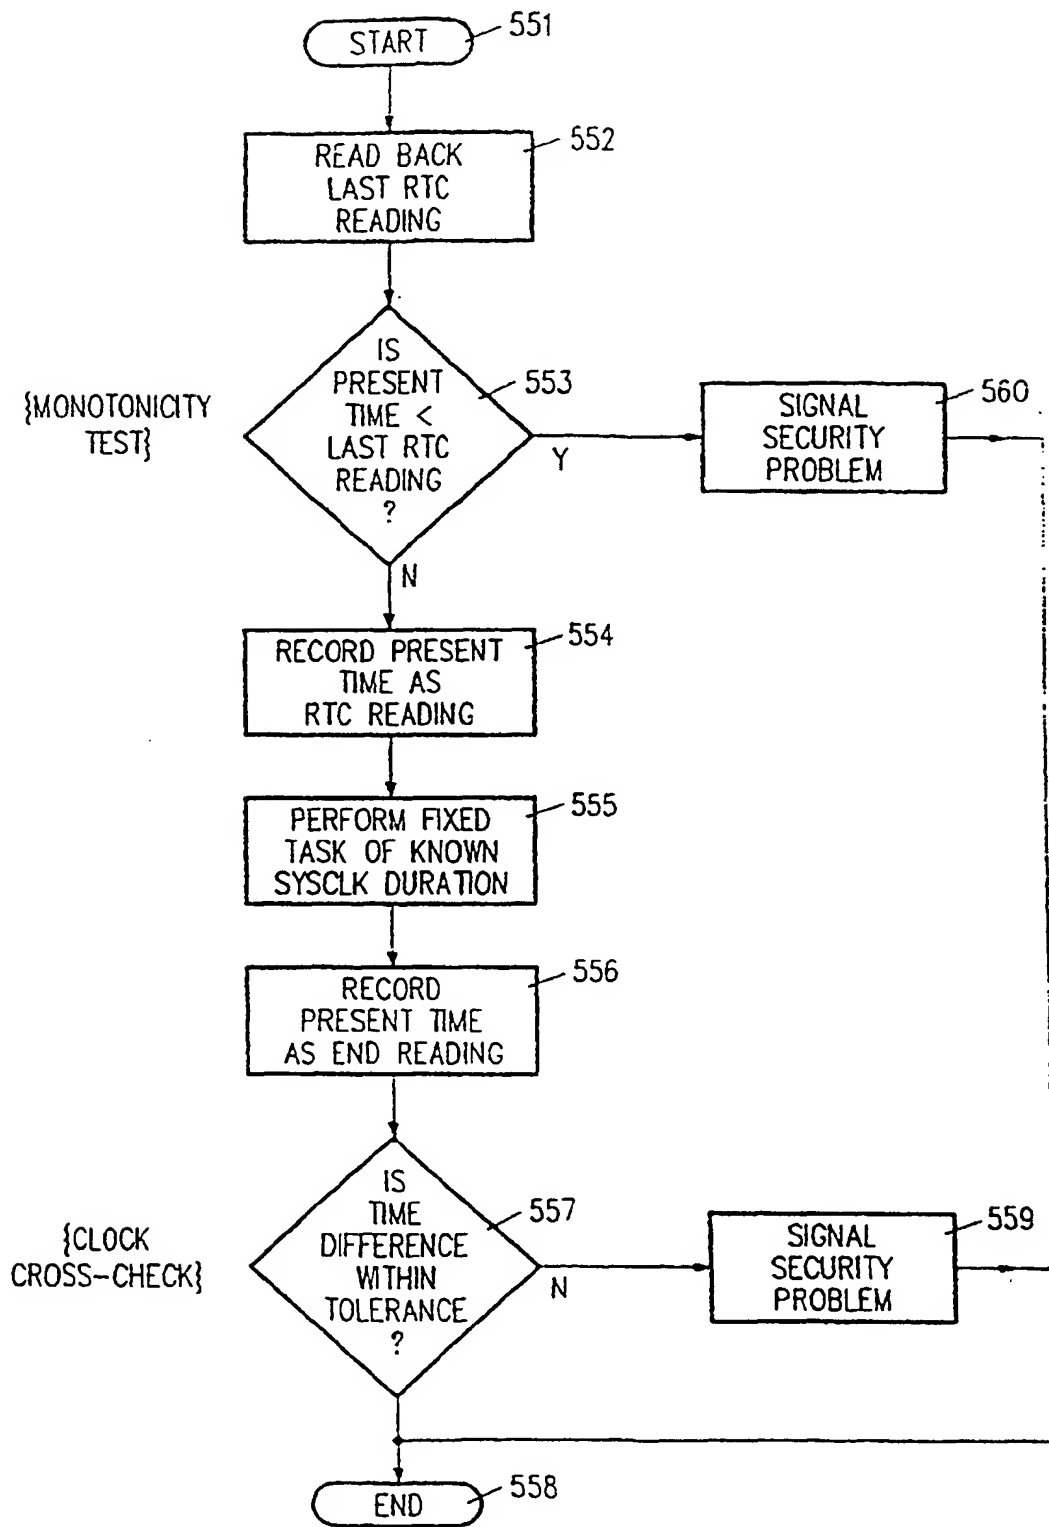 START
551
READ BACK
LAST RTC
READING
552
IS
PRESENT
TIME <
LAST RTC
READING
?
553
{MONOTONICITY
TEST}
Y
SIGNAL
SECURITY
PROBLEM
560
N
RECORD PRESENT
TIME AS
RTC READING
554
PERFORM FIXED
TASK OF KNOWN
SYSCLK DURATION
555
RECORD
PRESENT TIME
AS END READING
556
IS
TIME
DIFFERENCE
WITHIN
TOLERANCE
?
557
{CLOCK
CROSS-CHECK}
N
SIGNAL
SECURITY
PROBLEM
559
END
558